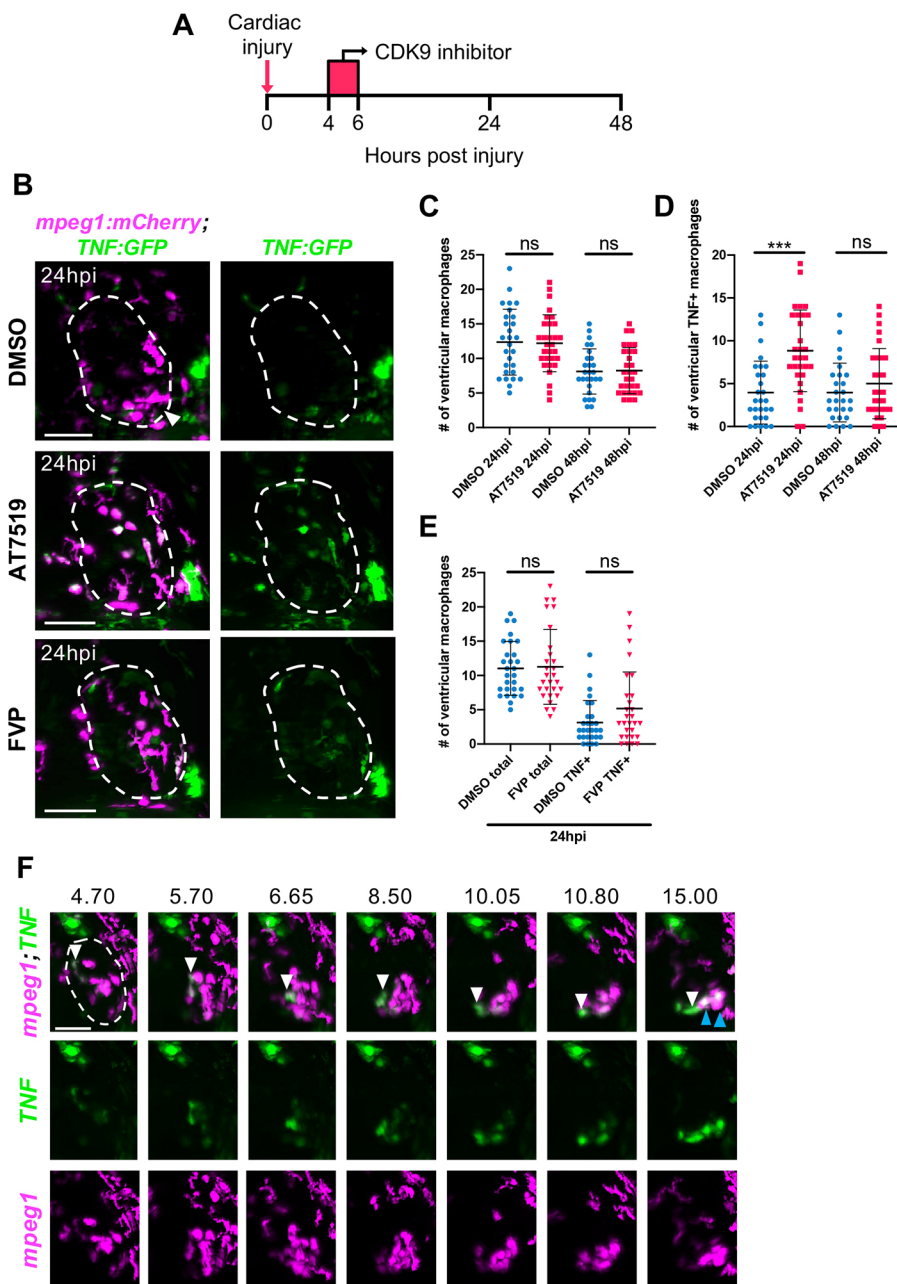 A
Cardiac
injury
CDK9 inhibitor
0 4 6 24 48
Hours post injury
B
mpeg1:mCherry;
TNF:GFP TNF:GFP
24hpi
DMSO
24hpi
AT7519
24hpi
FVP
C
# of ventricular macrophages
25
20
15
10
5
0
ns ns
DMSO 24hpi
AT7519 24hpi
DMSO 48hpi
AT7519 48hpi
D
# of ventricular TNF+ macrophages
25
20
15
10
5
0
*** ns
DMSO 24hpi
AT7519 24hpi
DMSO 48hpi
AT7519 48hpi
E
# of ventricular macrophages
25
20
15
10
5
0
ns ns
DMSO total
FVP total
DMSO TNF+
FVP TNF+
24hpi
F
4.70 5.70 6.65 8.50 10.05 10.80 15.00
mpeg1;TNF
TNF
mpeg1